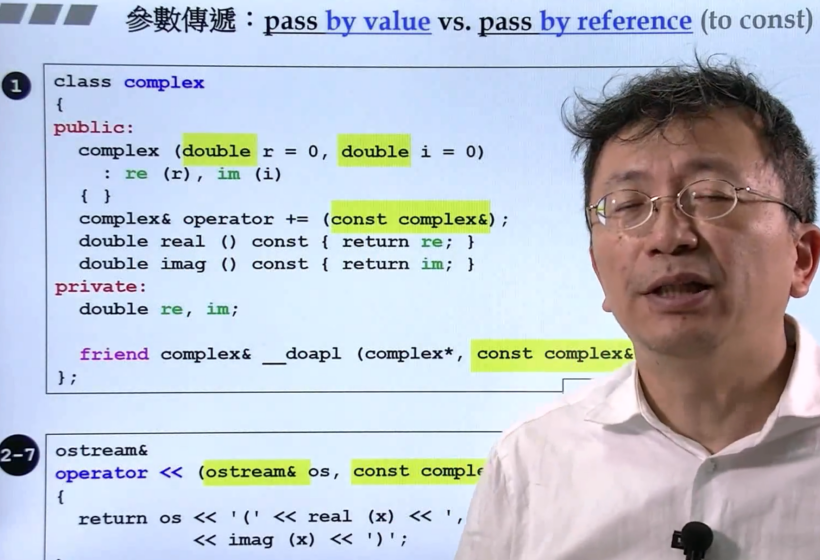 參數傳遞：pass by value vs. pass by reference (to const)
1
class complex
{
public:
complex (double r = 0, double i = 0)
: re (r), im (i)
{ }
complex& operator += (const complex&);
double real () const { return re; }
double imag () const { return im; }
private:
double re, im;
friend complex& __doapl (complex*, const complex&
};
2-7
ostream&
operator << (ostream& os, const comple
{
return os << '(' << real (x) << ',
<< imag (x) << ')';